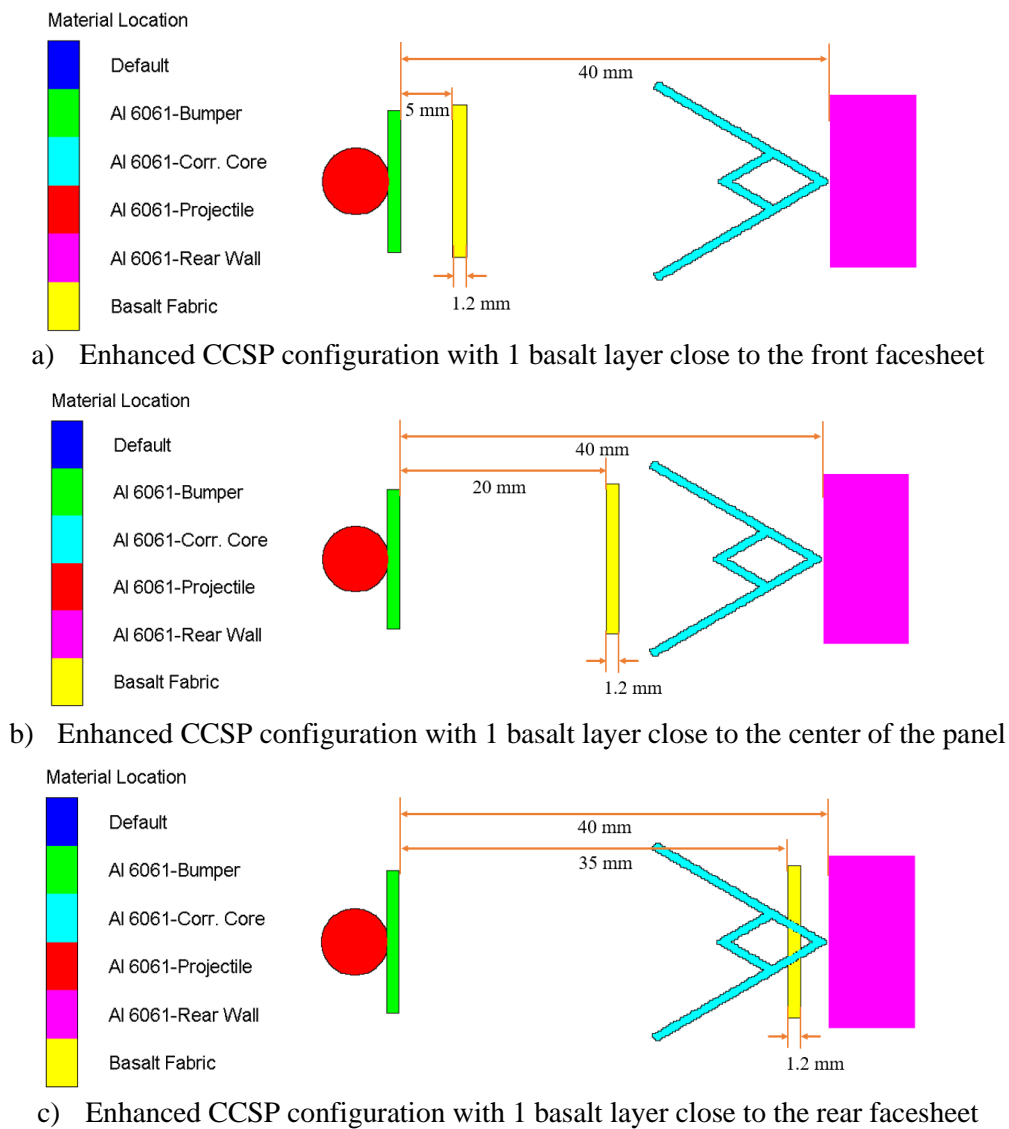 Material Location
Default
Al 6061-Bumper
Al 6061-Corr. Core
Al 6061-Projectile
Al 6061-Rear Wall
Basalt Fabric
40 mm
5 mm
1.2 mm
a) Enhanced CCSP configuration with 1 basalt layer close to the front facesheet
Material Location
Default
Al 6061-Bumper
Al 6061-Corr. Core
Al 6061-Projectile
Al 6061-Rear Wall
Basalt Fabric
40 mm
20 mm
1.2 mm
b) Enhanced CCSP configuration with 1 basalt layer close to the center of the panel
Material Location
Default
Al 6061-Bumper
Al 6061-Corr. Core
Al 6061-Projectile
Al 6061-Rear Wall
Basalt Fabric
40 mm
35 mm
1.2 mm
c) Enhanced CCSP configuration with 1 basalt layer close to the rear facesheet